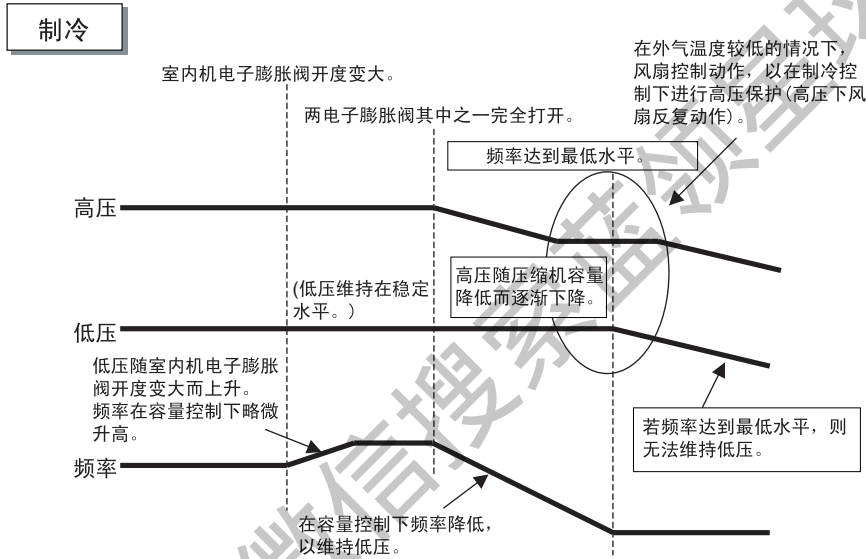 制冷
室内机电子膨胀阀开度变大。
两电子膨胀阀其中之一完全打开。
在外气温度较低的情况下，
风扇控制动作，以在制冷控
制下进行高压保护(高压下风
扇反复动作)。
频率达到最低水平。
高压
(低压维持在稳定
水平。)
高压随压缩机容量
降低而逐渐下降。
低压
低压随室内机电子膨胀
阀开度变大而上升。
频率在容量控制下略微
升高。
若频率达到最低水平，则
无法维持低压。
频率
在容量控制下频率降低，
以维持低压。
微信搜索蓝领星球